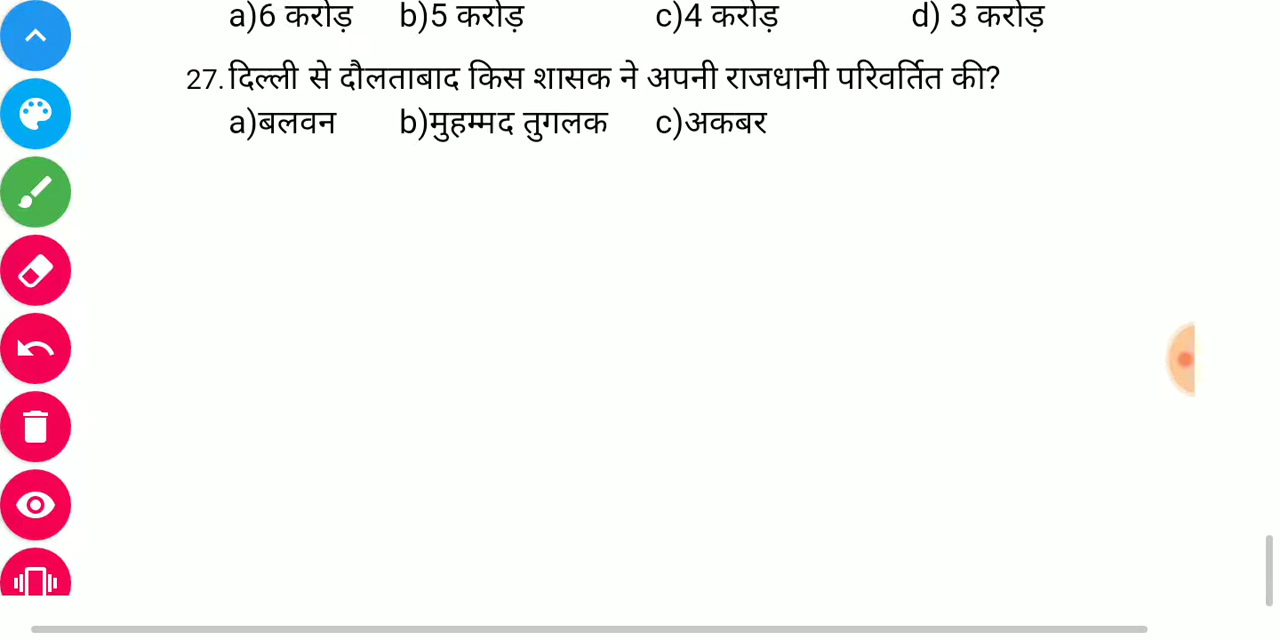 a)6 करोड़ b)5 करोड़ c)4 करोड़ d) 3 करोड़
27. दिल्ली से दौलताबाद किस शासक ने अपनी राजधानी परिवर्तित की?
a)बलवन b)मुहम्मद तुगलक c)अकबर